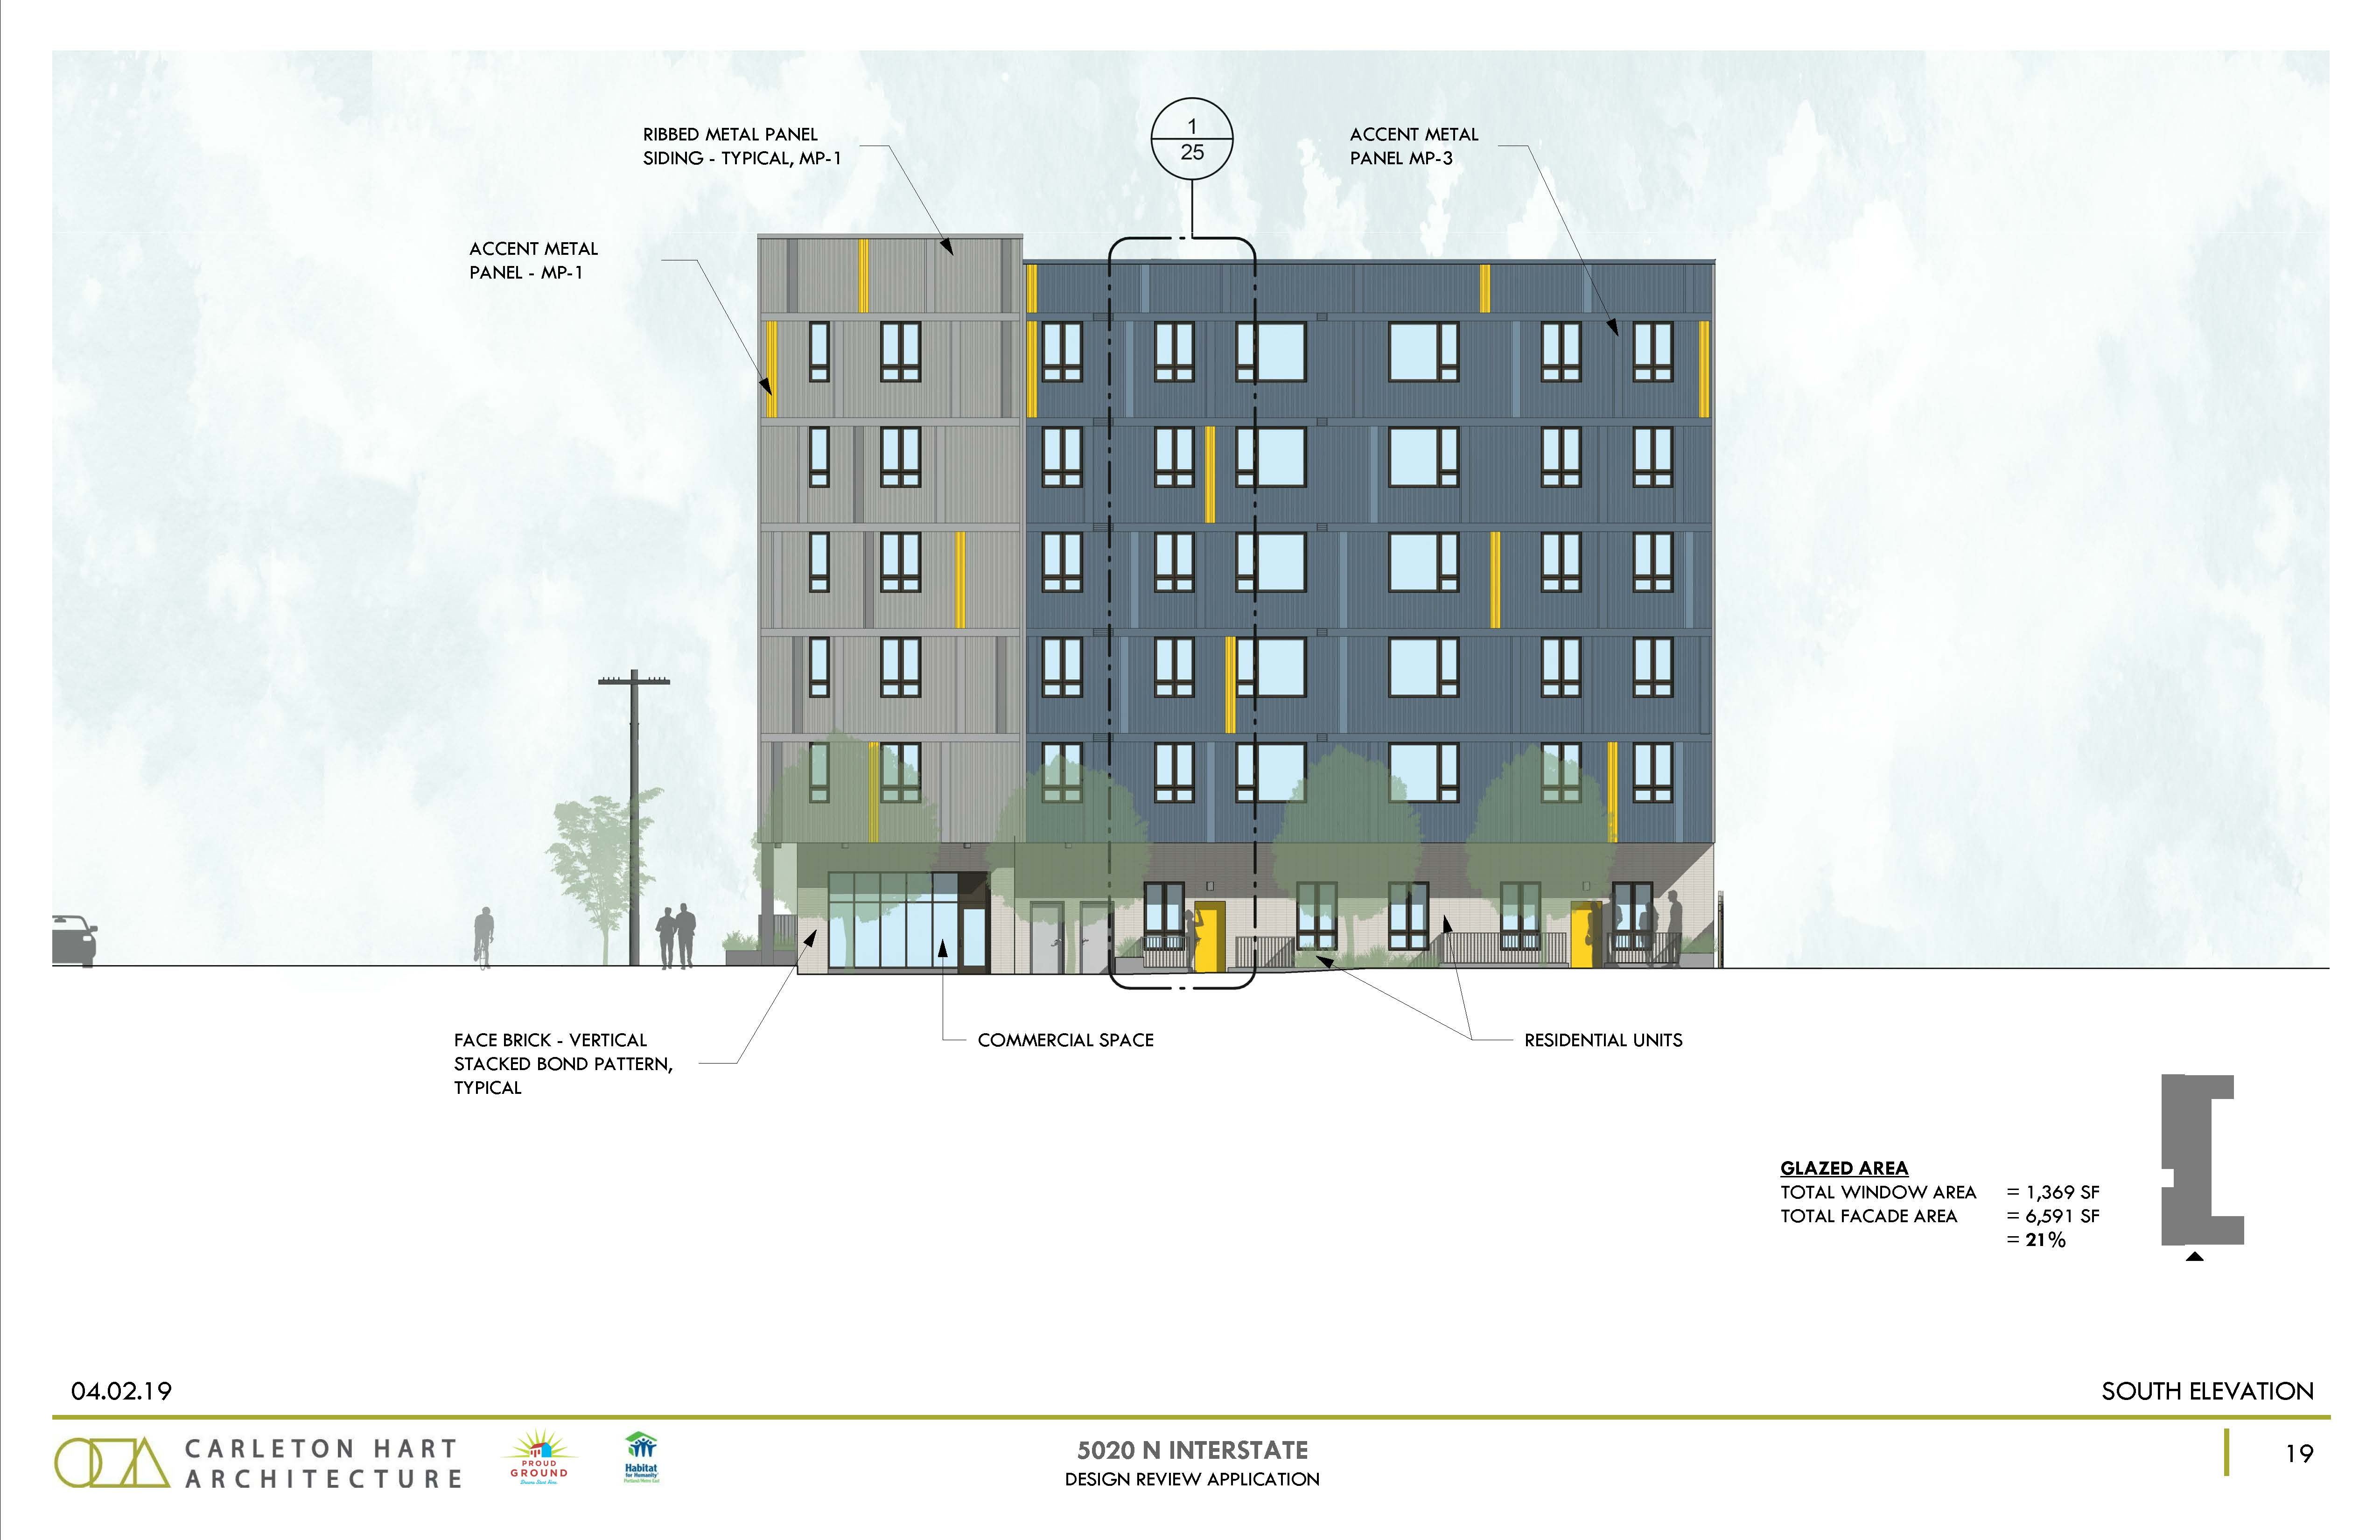 RIBBED METAL PANEL
SIDING - TYPICAL, MP-1
1
25
ACCENT METAL
PANEL MP-3
ACCENT METAL
PANEL - MP-1
FACE BRICK - VERTICAL
STACKED BOND PATTERN,
TYPICAL
COMMERCIAL SPACE
RESIDENTIAL UNITS
GLAZED AREA
TOTAL WINDOW AREA = 1,369 SF
TOTAL FACADE AREA = 6,591 SF
= 21%
04.02.19
SOUTH ELEVATION
CARLETON HART
ARCHITECTURE
PROUD
GROUND
Habitat
for Humanity
5020 N INTERSTATE
DESIGN REVIEW APPLICATION
19